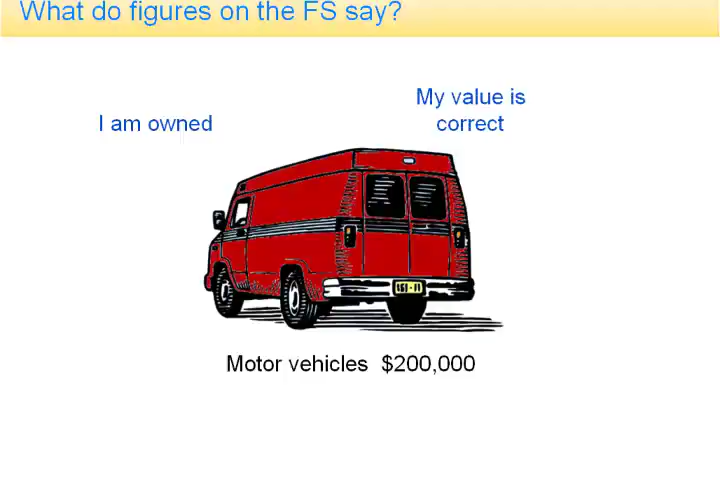 What do figures on the FS say?
My value is
correct
I am owned
Motor vehicles $200,000